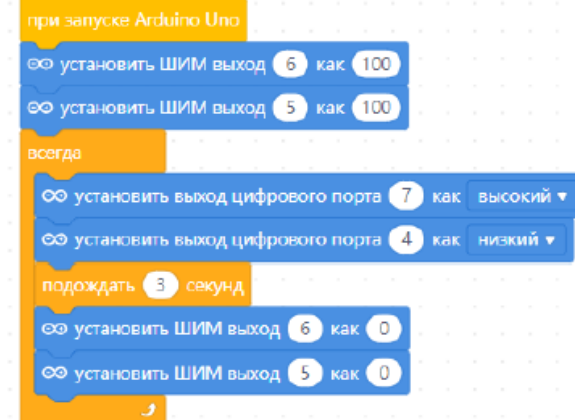 при запуске Arduino Uno
установить ШИМ выход 6 как 100
установить ШИМ выход 5 как 100
всегда
установить выход цифрового порта 7 как высокий
установить выход цифрового порта 4 как низкий
подождать 3 секунд
установить ШИМ выход 6 как 0
установить ШИМ выход 5 как 0